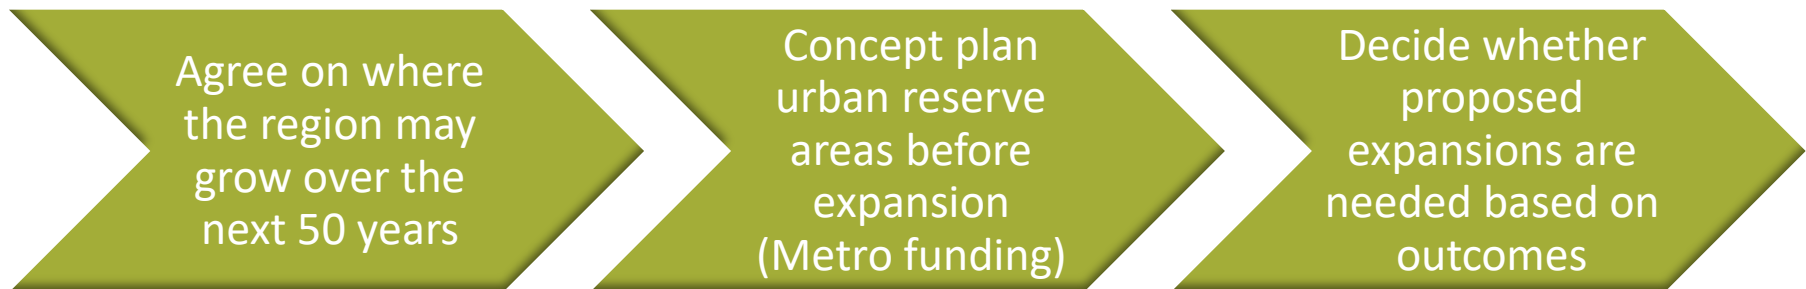 Agree on where
the region may
grow over the
next 50 years
Concept plan
urban reserve
areas before
expansion
(Metro funding)
Decide whether
proposed
expansions are
needed based on
outcomes